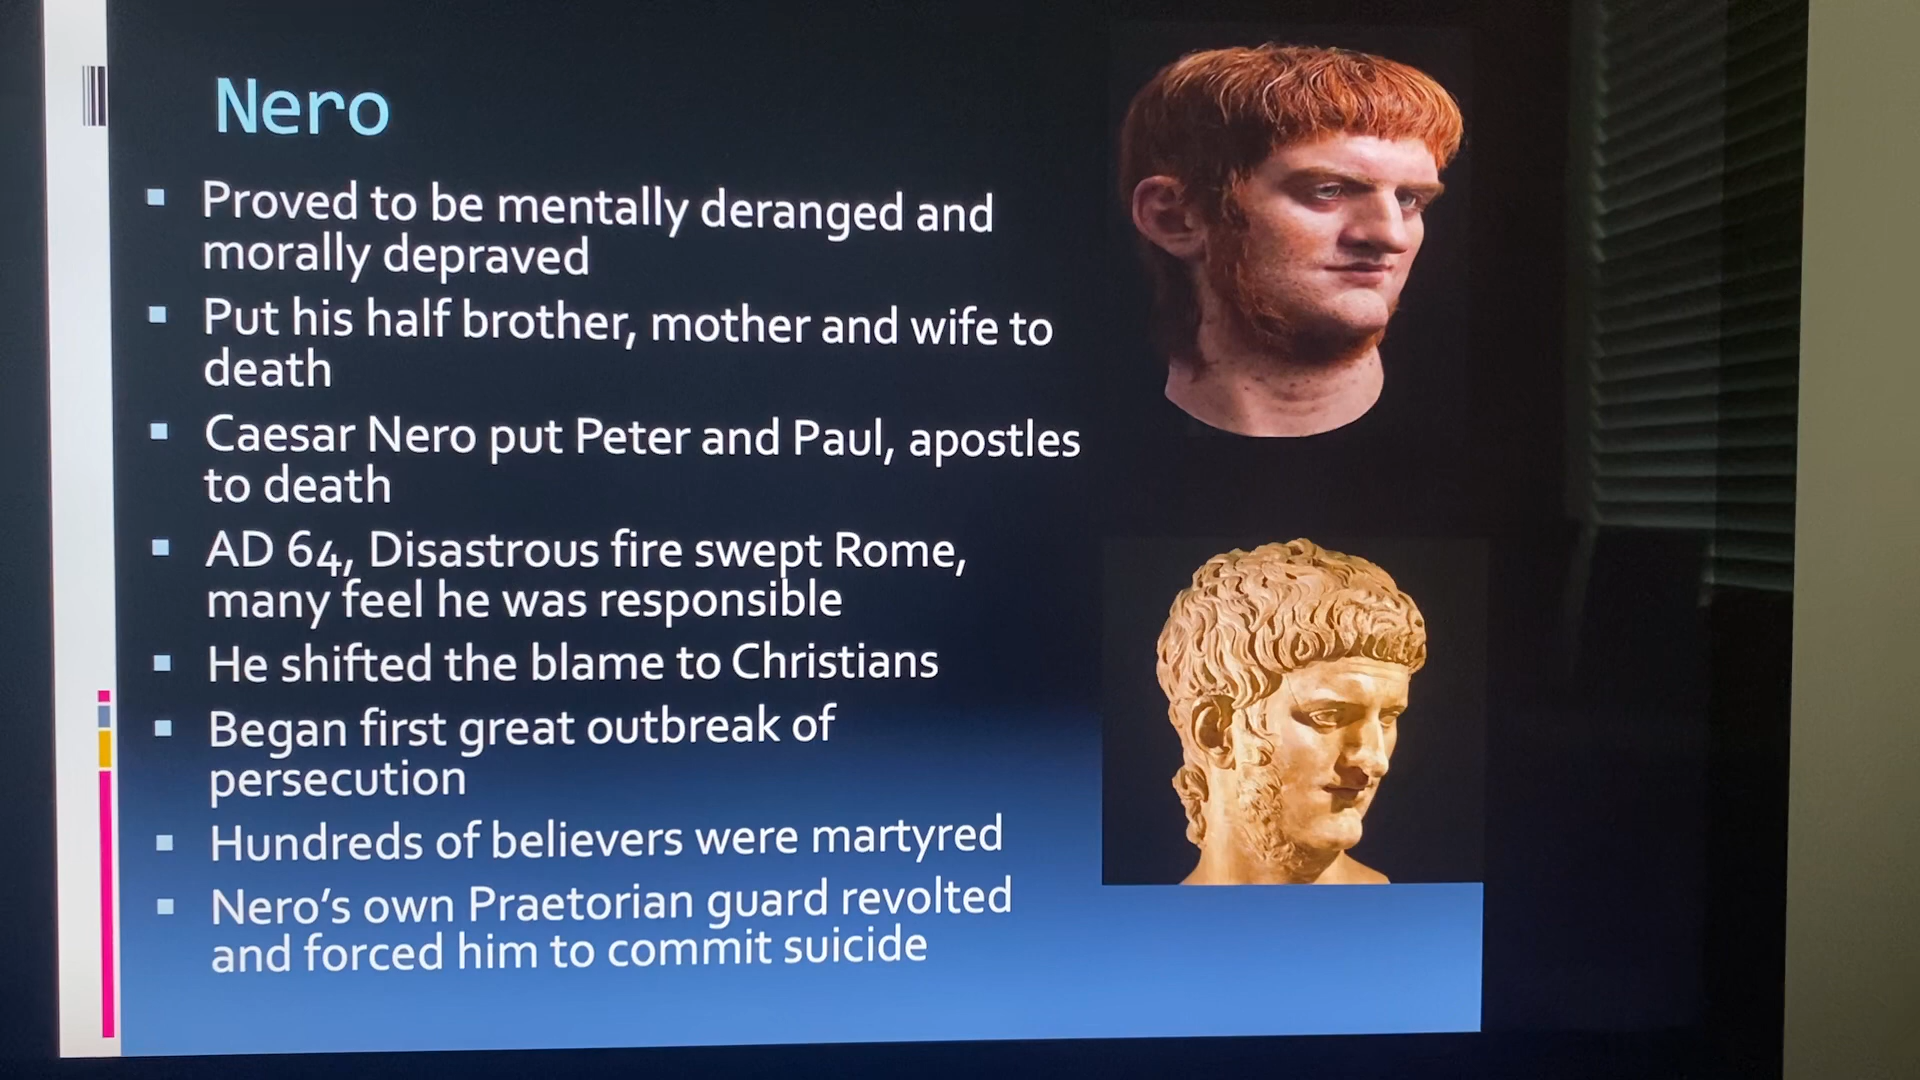 Nero
Proved to be mentally deranged and
morally depraved
Put his half brother, mother and wife to
death
Caesar Nero put Peter and Paul, apostles
to death
AD 64, Disastrous fire swept Rome,
many feel he was responsible
He shifted the blame to Christians
Began first great outbreak of
persecution
Hundreds of believers were martyred
Nero’s own Praetorian guard revolted
and forced him to commit suicide